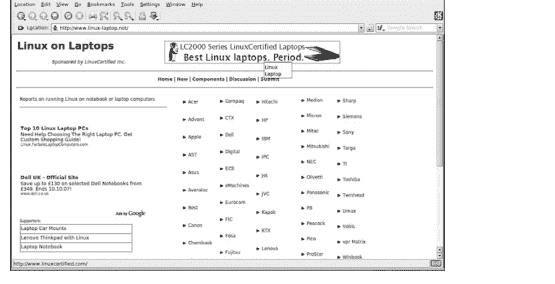 Location Edit View Go Bookmarks Tools Settings Window Help
Location: http://www.linux-laptop.net/
Google Search
Linux on Laptops
Sponsored by LinuxCertified Inc.
LC2000 Series LinuxCertified Laptops
Best Linux laptops. Period.
Linux
Laptop
Home | New | Components | Discussion | Submit
Reports on running Linux on notebook or laptop computers
Top 10 Linux Laptop PCs
Need Help Choosing The Right Laptop PC. Get
Custom Shopping Guide!
Dell UK - Official Site
Save up to £130 on selected Dell Notebooks from
£349. Ends 10.10.07!
www.dell.co.uk
Ads by Google
Supporters:
Laptop Car Mounts
Lenovo Thinkpad with Linux
Laptop Notebook
Acer
Advent
Apple
AST
Asus
Averatec
Best
Canon
Chembook
Compaq
CTX
Dell
Digital
ECS
eMachines
Eurocom
FIC
Fosa
Fujitsu
Hitachi
HP
IBM
IPC
JVC
Kapok
KTX
Lenovo
Medion
Micron
Mitac
Mitsubishi
NEC
Olivetti
Panasonic
PB
Peacock
ProStar
Sharp
Siemens
Sony
Targa
TI
Toshiba
Twinhead
Umax
Vobis
vpr Matrix
Winbook
http://www.linuxcertified.com/